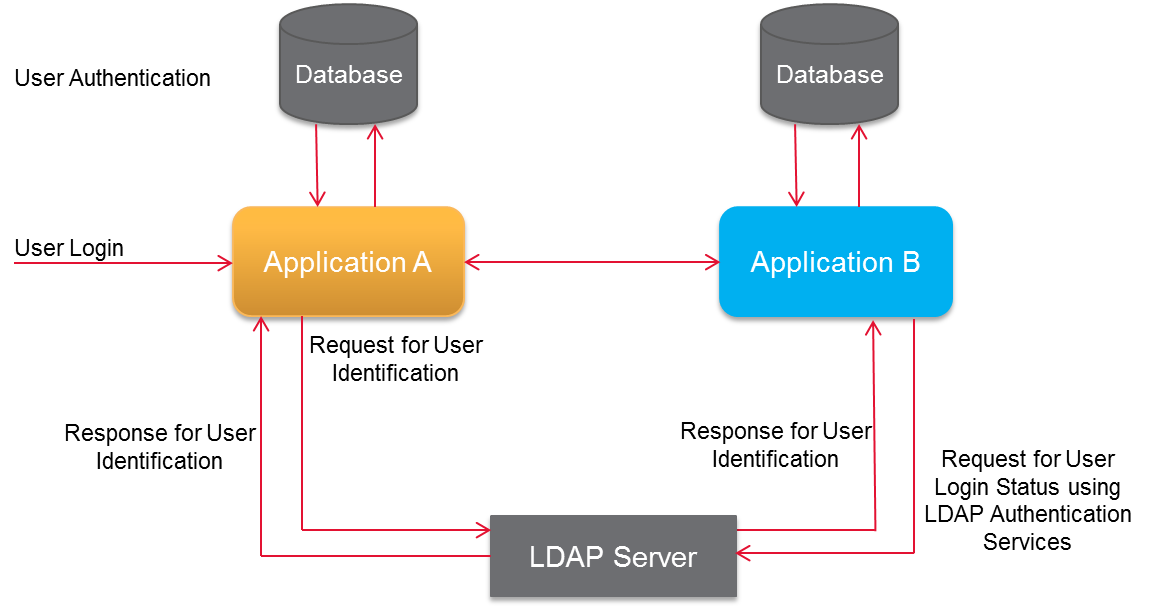 Database
Database
User Authentication
User Login
Application A
Application B
Request for User
Identification
Response for User
Identification
Response for User
Identification
Request for User
Login Status using
LDAP Authentication
Services
LDAP Server